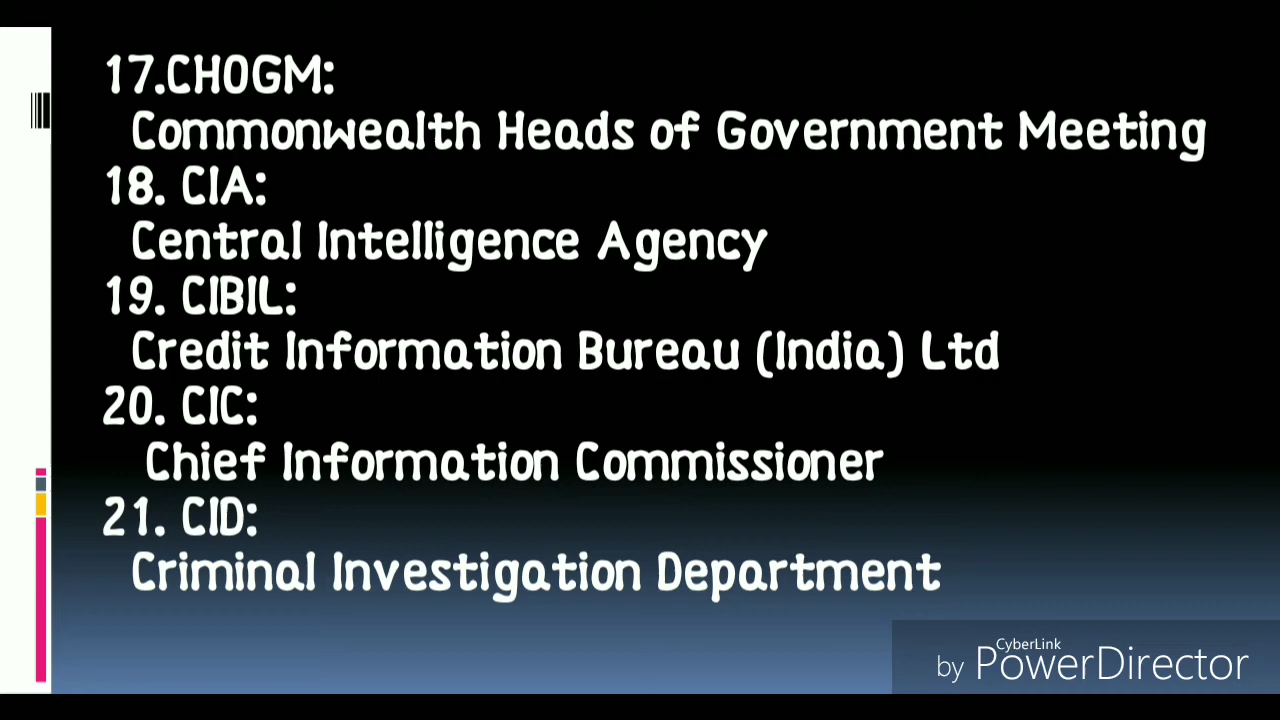 17.CHOGM:
Commonwealth Heads of Government Meeting
18. CIA:
Central Intelligence Agency
19. CIBIL:
Credit Information Bureau (India) Ltd
20. CIC:
Chief Information Commissioner
21. CID:
Criminal Investigation Department
CyberLink
by PowerDirector